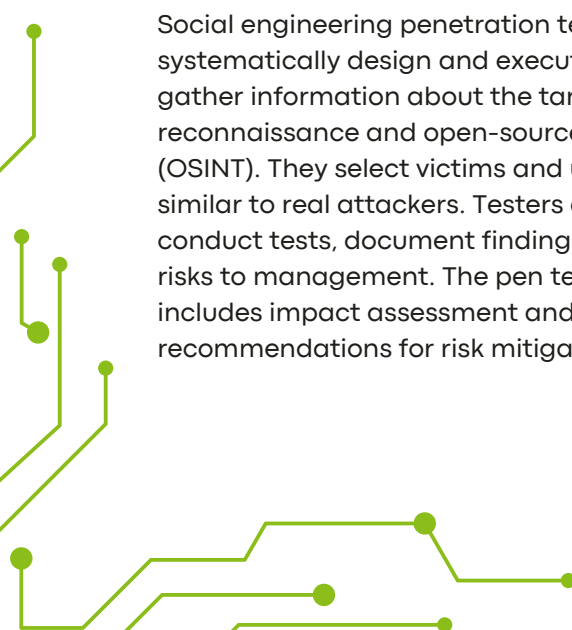 Social engineering penetration te
systematically design and execut
gather information about the tar
reconnaissance and open-source
(OSINT). They select victims and u
similar to real attackers. Testers
conduct tests, document finding
risks to management. The pen te
includes impact assessment and
recommendations for risk mitiga